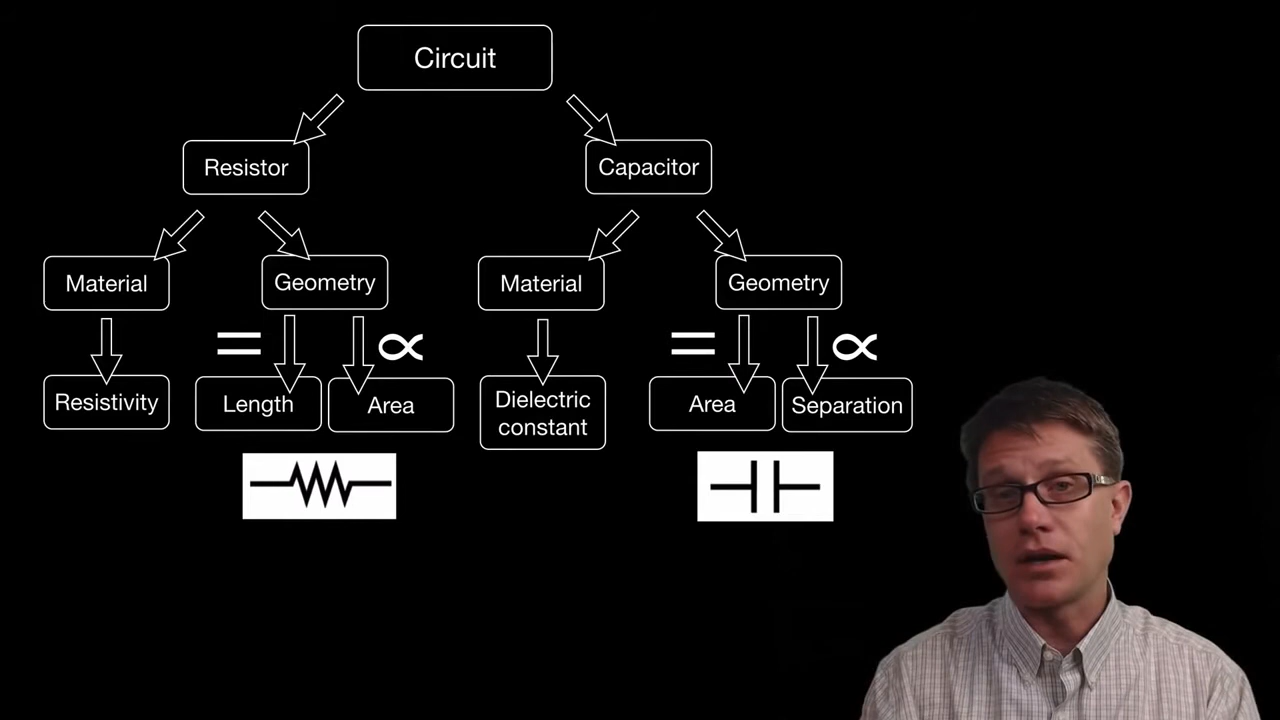 Circuit
Resistor
Capacitor
Material
Geometry
Material
Geometry
=
∝
=
∝
Resistivity
Length
Area
Dielectric
constant
Area
Separation